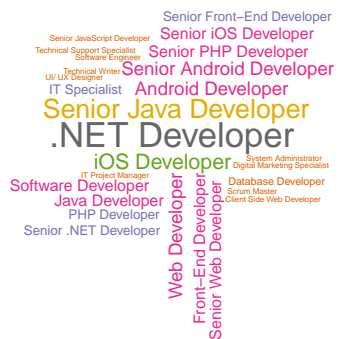 Senior Front–End Developer
Senior JavaScript Developer
Senior iOS Developer
Technical Support Specialist
Senior PHP Developer
Software Engineer
Technical Writer
Senior Android Developer
UI/ UX Designer
IT Specialist
Android Developer
Senior Java Developer
.NET Developer
iOS Developer
System Administrator
Digital Marketing Specialist
IT Project Manager
Software Developer
Database Developer
Scrum Master
Java Developer
Client Side Web Developer
PHP Developer
Senior .NET Developer
Web Developer
Front–End Developer
Senior Web Developer